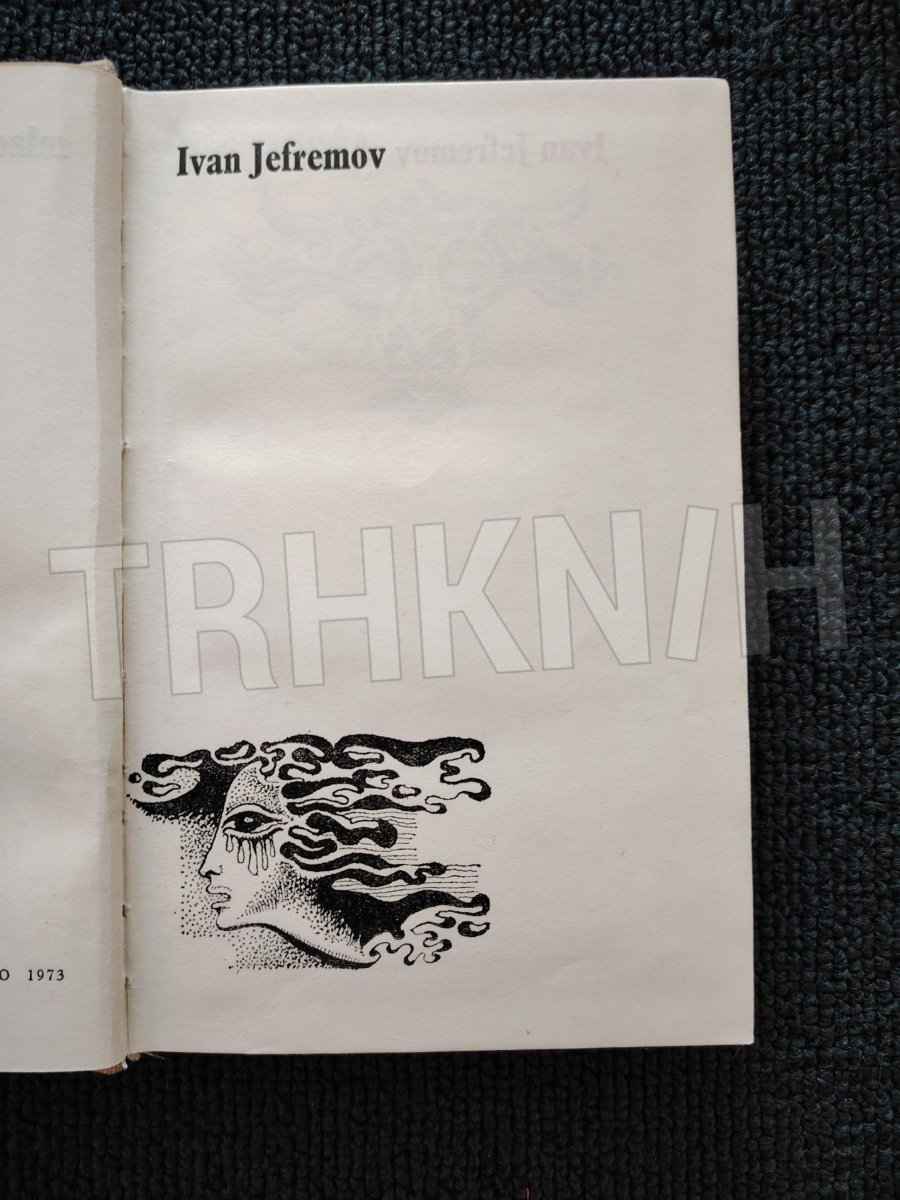 Ivan Jefremov
TRHKNIH
O 1973